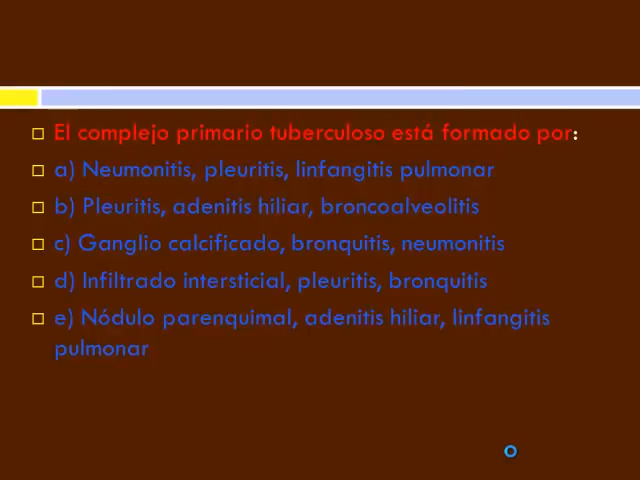 El complejo primario tuberculoso está formado por:
a) Neumonitis, pleuritis, linfangitis pulmonar
b) Pleuritis, adenitis hiliar, broncoalveolitis
c) Ganglio calcificado, bronquitis, neumonitis
d) Infiltrado intersticial, pleuritis, bronquitis
e) Nódulo parenquimal, adenitis hiliar, linfangitis
pulmonar